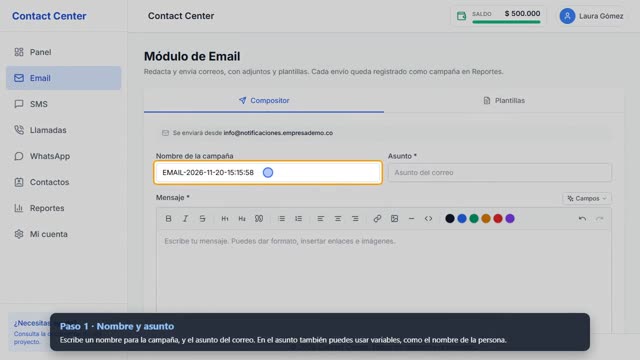 Contact Center
Contact Center
SALDO $ 500.000
Laura Gómez
Panel
Email
SMS
Llamadas
WhatsApp
Contactos
Reportes
Mi cuenta
Módulo de Email
Redacta y envía correos, con adjuntos y plantillas. Cada envío queda registrado como campaña en Reportes.
Compositor
Plantillas
Se enviará desde info@notificaciones.empresademo.co
Nombre de la campaña
Asunto *
EMAIL-2026-11-20-15:15:58
Asunto del correo
Mensaje *
Campos
B I S H1 H2
Escribe tu mensaje. Puedes dar formato, insertar enlaces e imágenes.
¿Necesitas
Consulta la
proyecto.
Paso 1 · Nombre y asunto
Escribe un nombre para la campaña, y el asunto del correo. En el asunto también puedes usar variables, como el nombre de la persona.